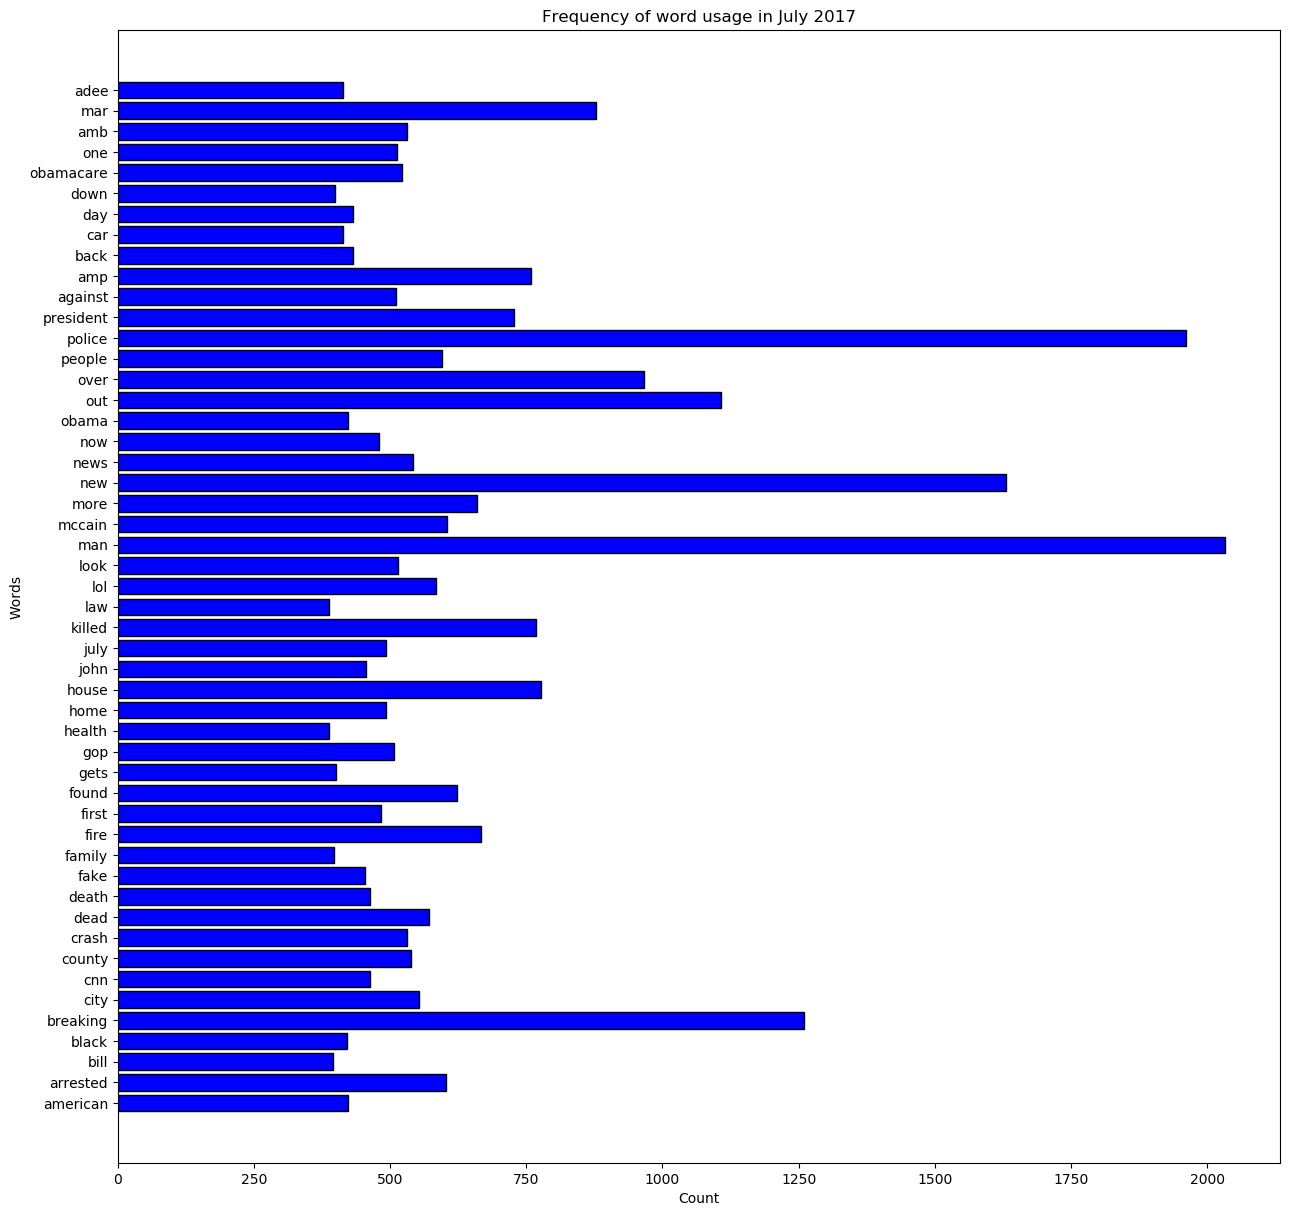 Frequency of word usage in July 2017
adee
mar
amb
one
obamacare
down
day
car
back
amp
against
president
police
people
over
out
obama
now
news
new
more
mccain
man
look
lol
law
killed
july
john
house
home
health
gop
gets
found
first
fire
family
fake
death
dead
crash
county
cnn
city
breaking
black
bill
arrested
american
Words
0 250 500 750 1000 1250 1500 1750 2000
Count